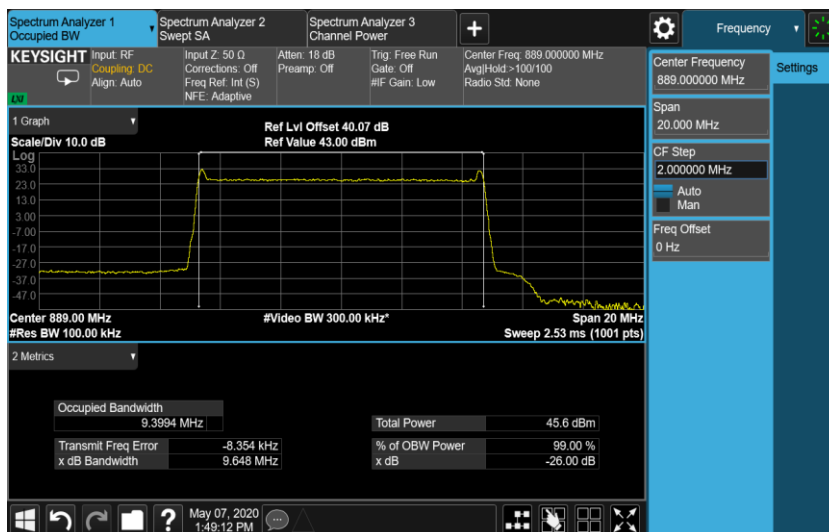 Spectrum Analyzer 1
Occupied BW
Spectrum Analyzer 2
Swept SA
Spectrum Analyzer 3
Channel Power
+
Frequency
KEYSIGHT
LXI
Input: RF
Coupling: DC
Align: Auto
Input Z: 50 Ω
Corrections: Off
Freq Ref: Int (S)
NFE: Adaptive
Atten: 18 dB
Preamp: Off
Trig: Free Run
Gate: Off
#IF Gain: Low
Center Freq: 889.000000 MHz
Avg|Hold:>100/100
Radio Std: None
Center Frequency
889.000000 MHz
Settings
Span
20.000 MHz
CF Step
2.000000 MHz
Auto
Man
Freq Offset
0 Hz
1 Graph
Scale/Div 10.0 dB
Ref Lvl Offset 40.07 dB
Ref Value 43.00 dBm
Log
33.0
23.0
13.0
3.00
-7.00
-17.0
-27.0
-37.0
-47.0
Center 889.00 MHz
#Res BW 100.00 kHz
#Video BW 300.00 kHz*
Span 20 MHz
Sweep 2.53 ms (1001 pts)
2 Metrics
Occupied Bandwidth
9.3994 MHz
Total Power 45.6 dBm
Transmit Freq Error -8.354 kHz
% of OBW Power 99.00 %
x dB Bandwidth 9.648 MHz
x dB -26.00 dB
?
May 07, 2020
1:49:12 PM